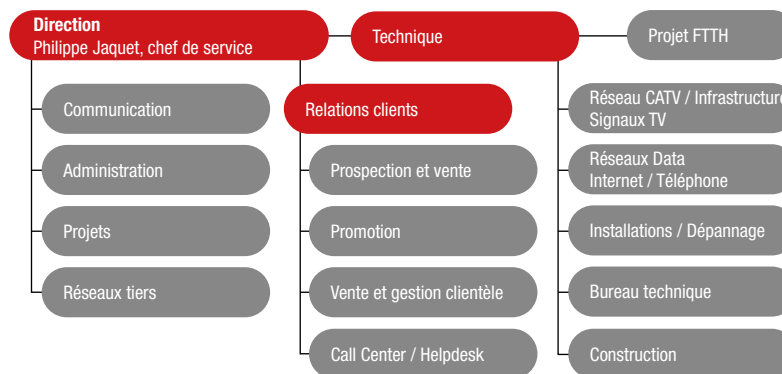 Direction
Philippe Jaquet, chef de service
Technique
Projet FTTH
Communication
Administration
Projets
Réseaux tiers
Relations clients
Prospection et vente
Promotion
Vente et gestion clientèle
Call Center / Helpdesk
Réseau CATV / Infrastructure
Signaux TV
Réseaux Data
Internet / Téléphone
Installations / Dépannage
Bureau technique
Construction